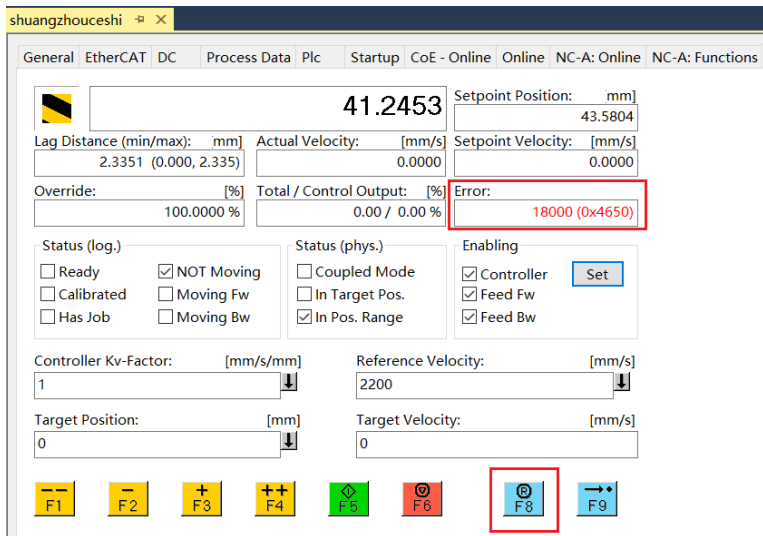 shuangzhouceshi
General EtherCAT DC Process Data Plc Startup CoE - Online Online NC-A: Online NC-A: Functions
41.2453
Setpoint Position: mm]
43.5804
Lag Distance (min/max): mm] Actual Velocity: [mm/s] Setpoint Velocity: [mm/s]
2.3351 (0.000, 2.335) 0.0000 0.0000
Override: [%] Total / Control Output: [%] Error:
100.0000 % 0.00 / 0.00 % 18000 (0x4650)
Status (log.) Status (phys.) Enabling
Ready NOT Moving Coupled Mode Controller Set
Calibrated Moving Fw In Target Pos. Feed Fw
Has Job Moving Bw In Pos. Range Feed Bw
Controller Kv-Factor: [mm/s/mm] Reference Velocity: [mm/s]
1 2200
Target Position: [mm] Target Velocity: [mm/s]
0 0
-- - + ++ R
F1 F2 F3 F4 F5 F6 F8 F9